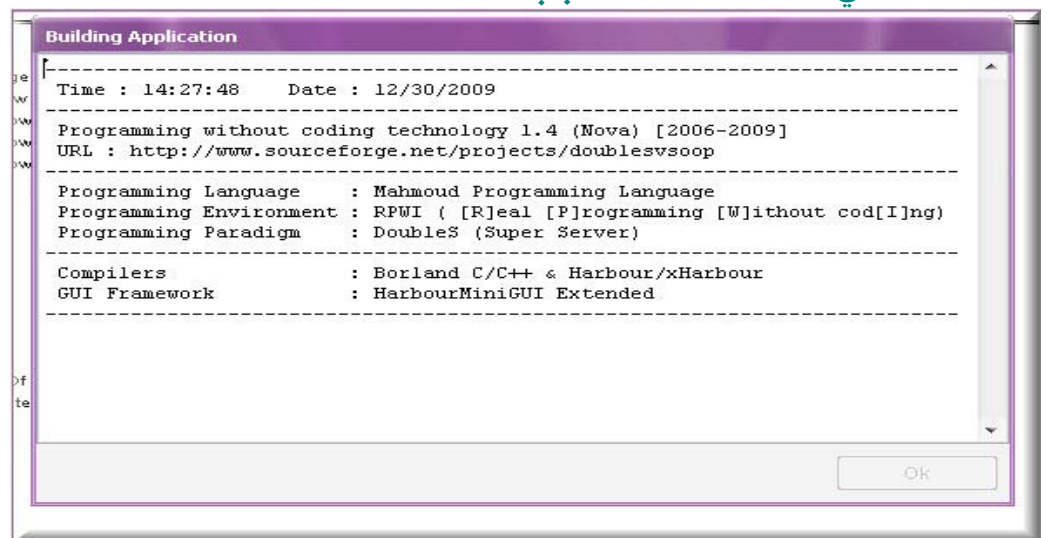 Building Application
Time : 14:27:48 Date : 12/30/2009
Programming without coding technology 1.4 (Nova) [2006-2009]
URL : http://www.sourceforge.net/projects/doublesvsoop
Programming Language : Mahmoud Programming Language
Programming Environment : RPWI ( [R]eal [P]rogramming [W]ithout cod[I]ng)
Programming Paradigm : DoubleS (Super Server)
Compilers : Borland C/C++ & Harbour/xHarbour
GUI Framework : HarbourMiniGUI Extended
Ok